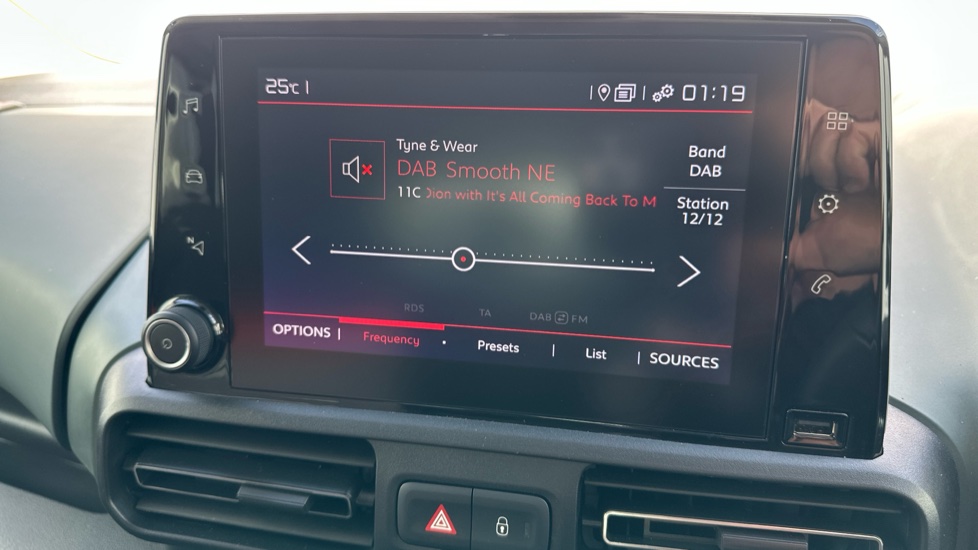 25°C | 01:19
Tyne & Wear
DAB Smooth NE
11C Dion with It's All Coming Back To M
Band
DAB
Station
12/12
RDS TA DAB FM
OPTIONS | Frequency · Presets | List | SOURCES
N